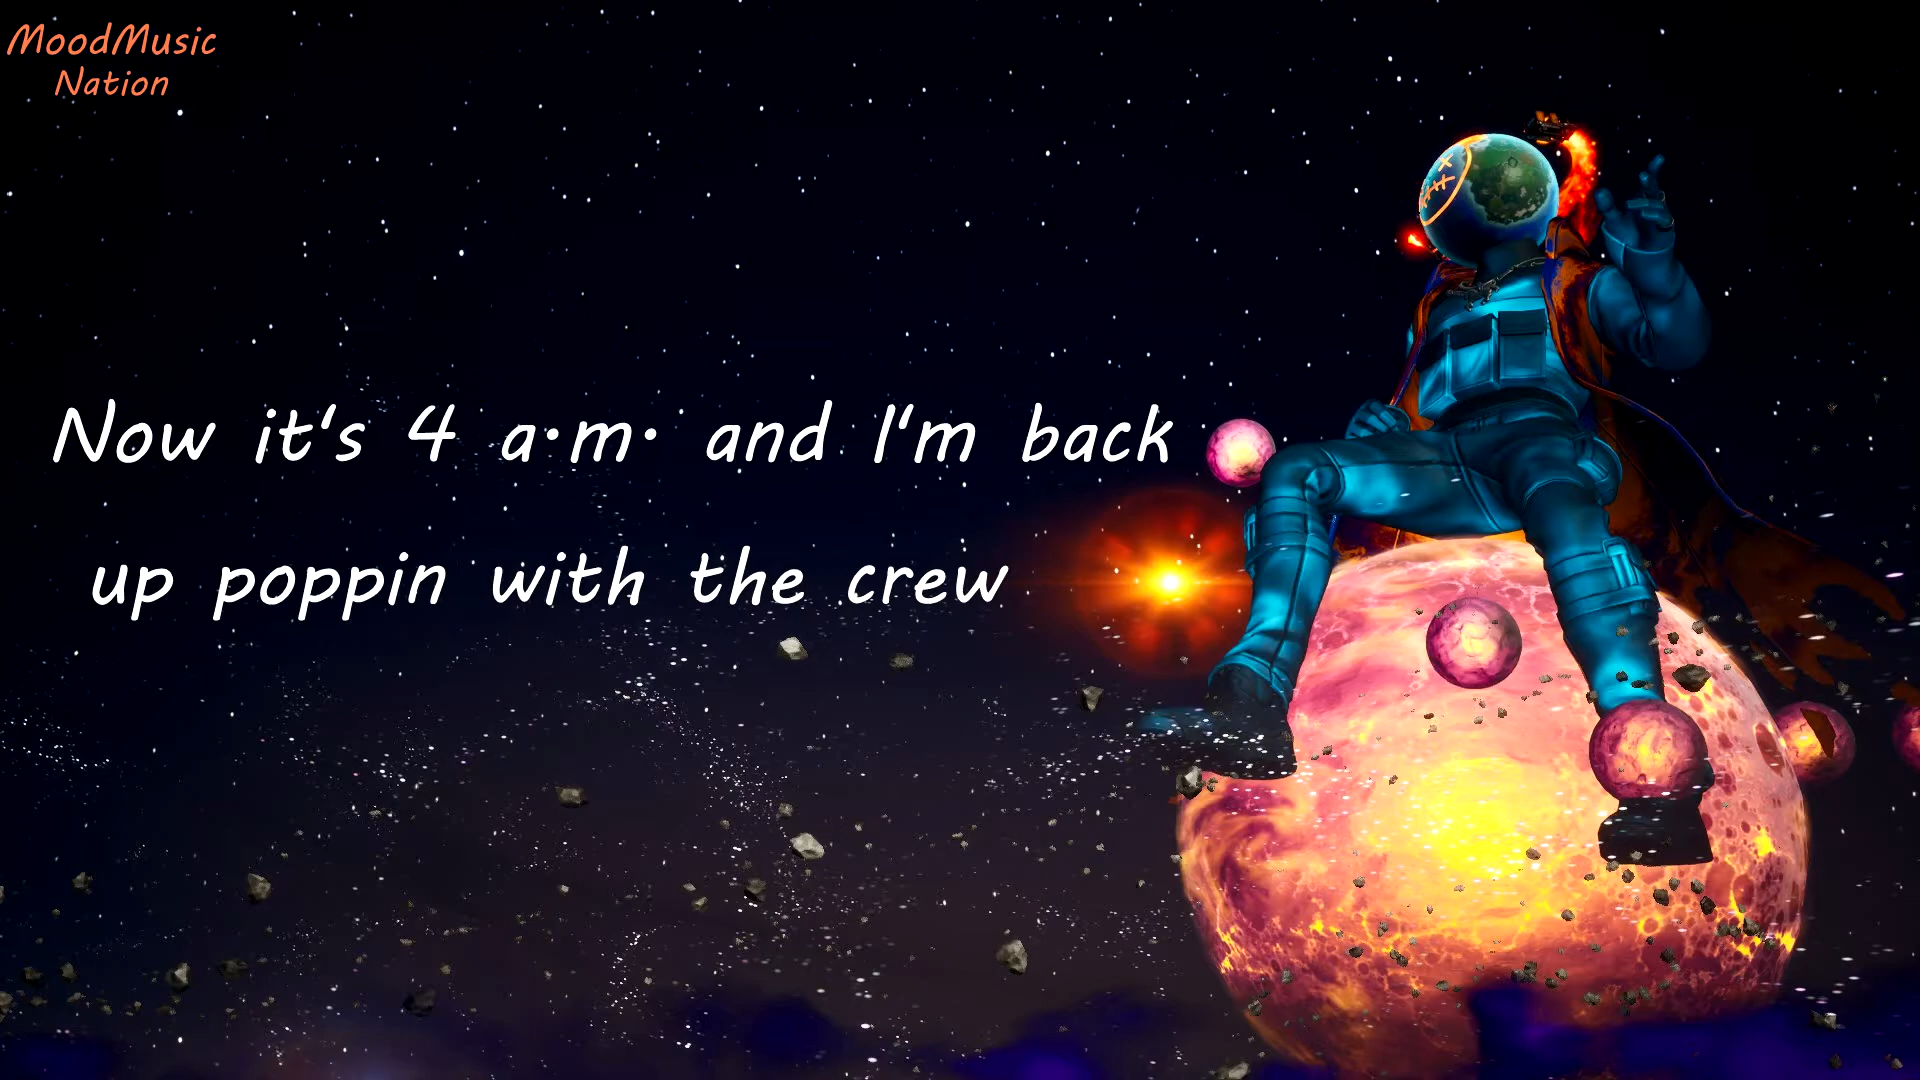 MoodMusic
Nation
Now it's 4 a.m. and I'm back
up poppin with the crew